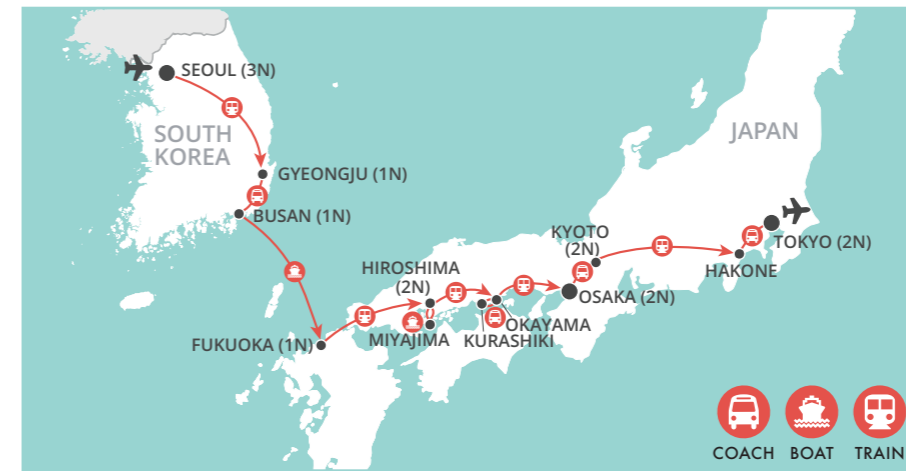 SEOUL (3N)
SOUTH
KOREA
JAPAN
GYEONGJU (1N)
BUSAN (1N)
KYOTO
(2N)
TOKYO (2N)
HIROSHIMA
(2N)
HAKONE
OSAKA (2N)
OKAYAMA
FUKUOKA (1N)
MIYAJIMA
KURASHIKI
COACH BOAT TRAIN